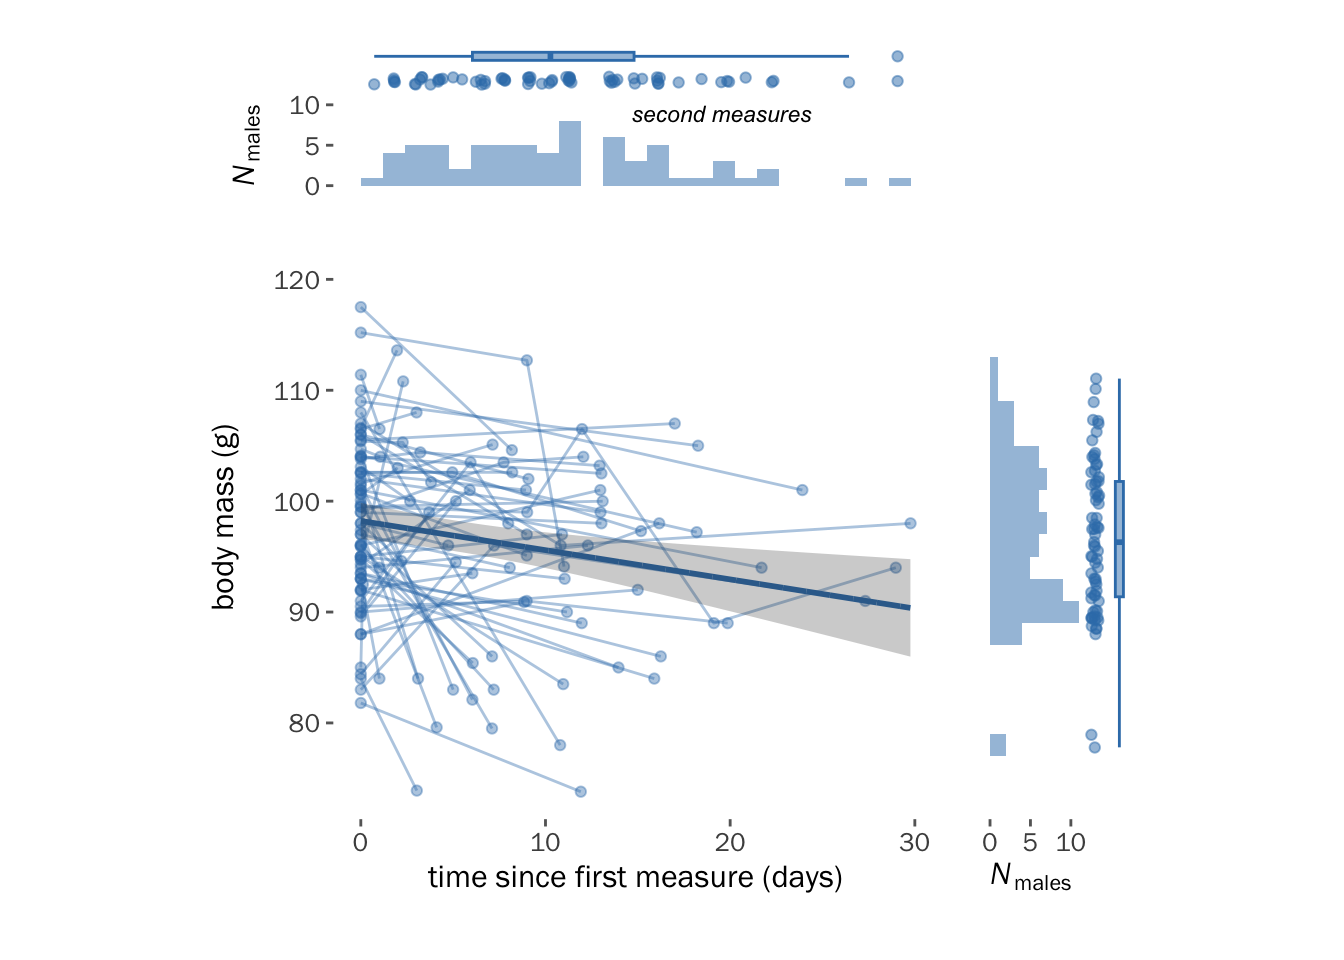 second measures
N males
10
5
0
120
110
100
90
80
body mass (g)
0 10 20 30
time since first measure (days)
0 5 10
N males